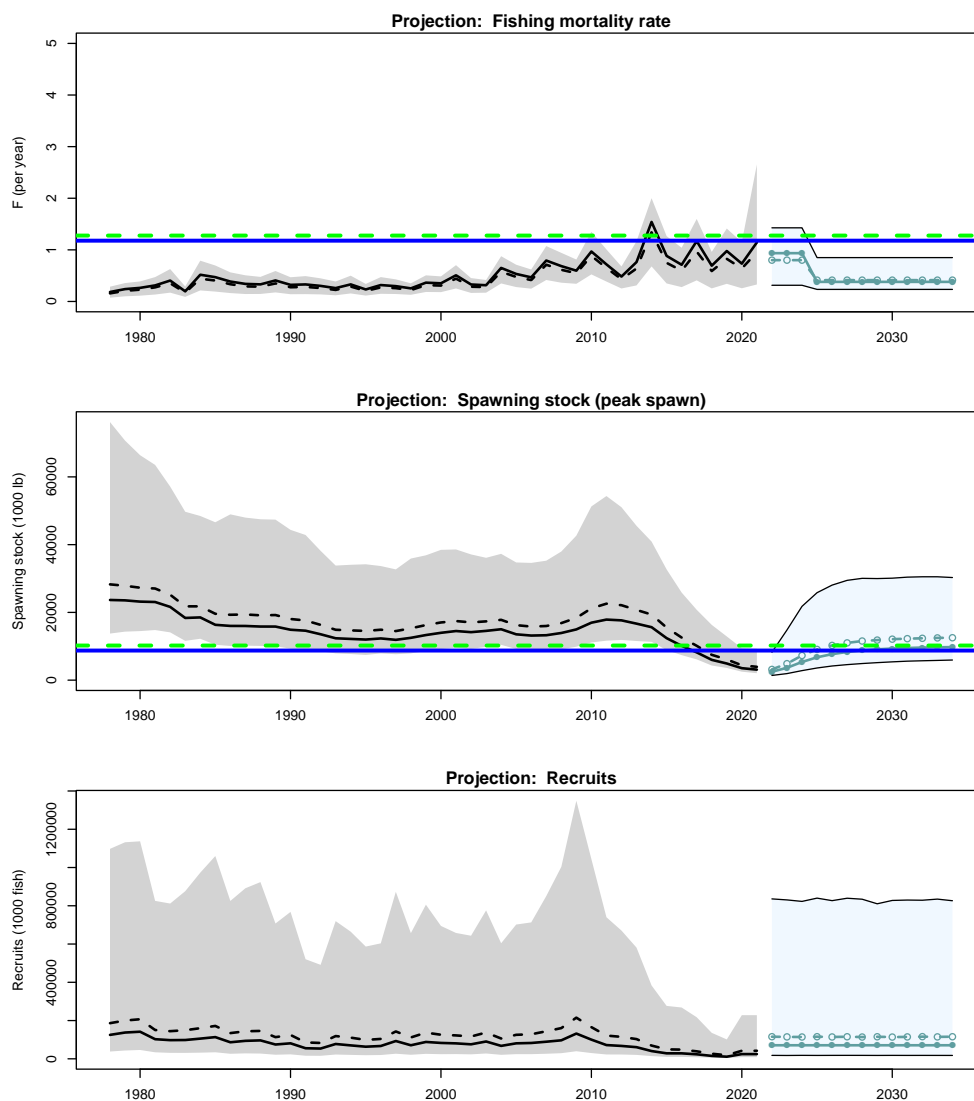 Projection:  Fishing mortality rate
F (per year)
5
4
3
2
1
0
1980 1990 2000 2010 2020 2030
Projection:  Spawning stock (peak spawn)
Spawning stock (1000 lb)
60000
40000
20000
0
1980 1990 2000 2010 2020 2030
Projection:  Recruits
Recruits (1000 fish)
1200000
800000
400000
0
1980 1990 2000 2010 2020 2030